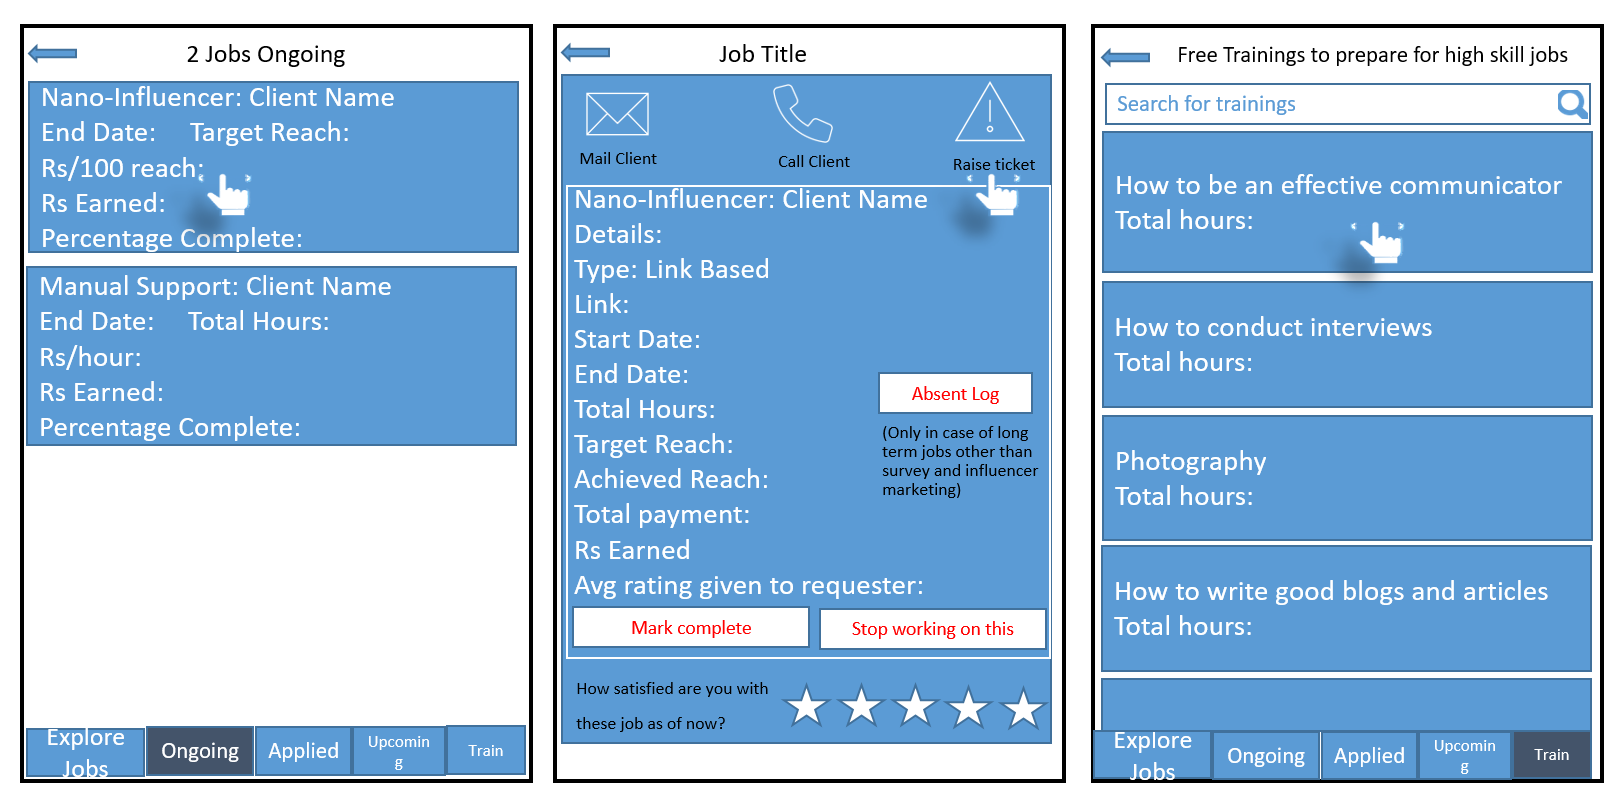 2 Jobs Ongoing
Nano-Influencer: Client Name
End Date: Target Reach:
Rs/100 reach:
Rs Earned:
Percentage Complete:
Manual Support: Client Name
End Date: Total Hours:
Rs/hour:
Rs Earned:
Percentage Complete:
Explore
Jobs
Ongoing
Applied
Upcomin
g
Train
Job Title
Mail Client
Call Client
Raise ticket
Nano-Influencer: Client Name
Details:
Type: Link Based
Link:
Start Date:
End Date:
Total Hours:
Target Reach:
Achieved Reach:
Total payment:
Rs Earned
Avg rating given to requester:
Absent Log
(Only in case of long
term jobs other than
survey and influencer
marketing)
Mark complete
Stop working on this
How satisfied are you with
these job as of now?
Free Trainings to prepare for high skill jobs
Search for trainings
How to be an effective communicator
Total hours:
How to conduct interviews
Total hours:
Photography
Total hours:
How to write good blogs and articles
Total hours:
Explore
Jobs
Ongoing
Applied
Upcomin
g
Train